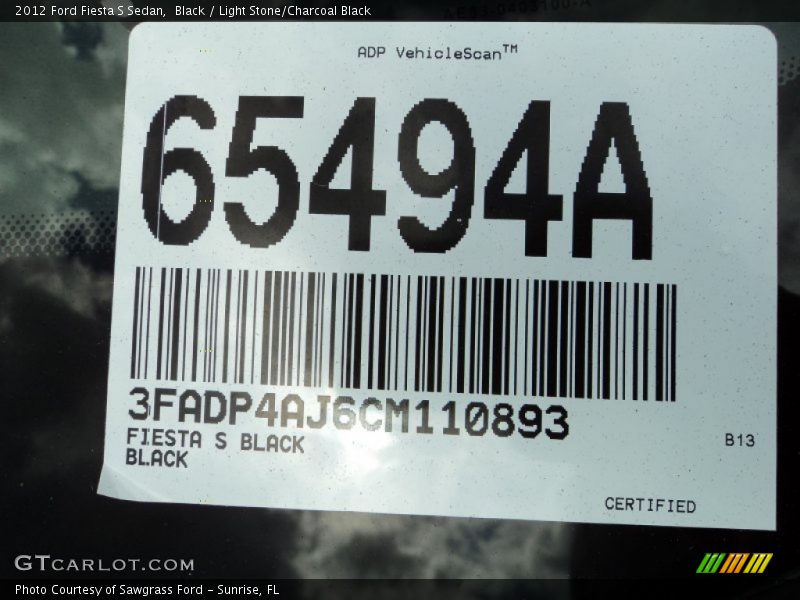 2012 Ford Fiesta S Sedan,  Black / Light Stone/Charcoal Black
ADP VehicleScan™
65494A
3FADP4AJ6CM110893
FIESTA S BLACK
BLACK
B13
CERTIFIED
GTCARLOT.COM
Photo Courtesy of Sawgrass Ford – Sunrise, FL